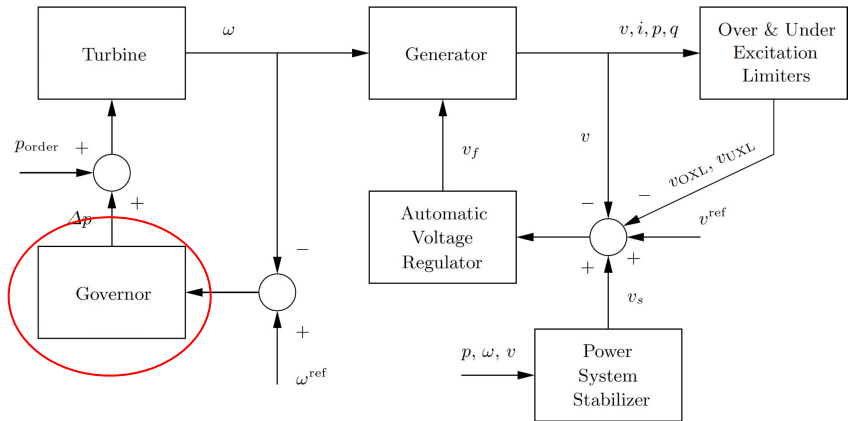 ω
v, i, p, q
Turbine
Generator
Over & Under
Excitation
Limiters
p_order
+
v_f
v
v_OXL, v_UXL
+
Δp
−
−
v^ref
Automatic
Voltage
Regulator
−
+
+
Governor
+
v_s
ω^ref
p, ω, v
Power
System
Stabilizer